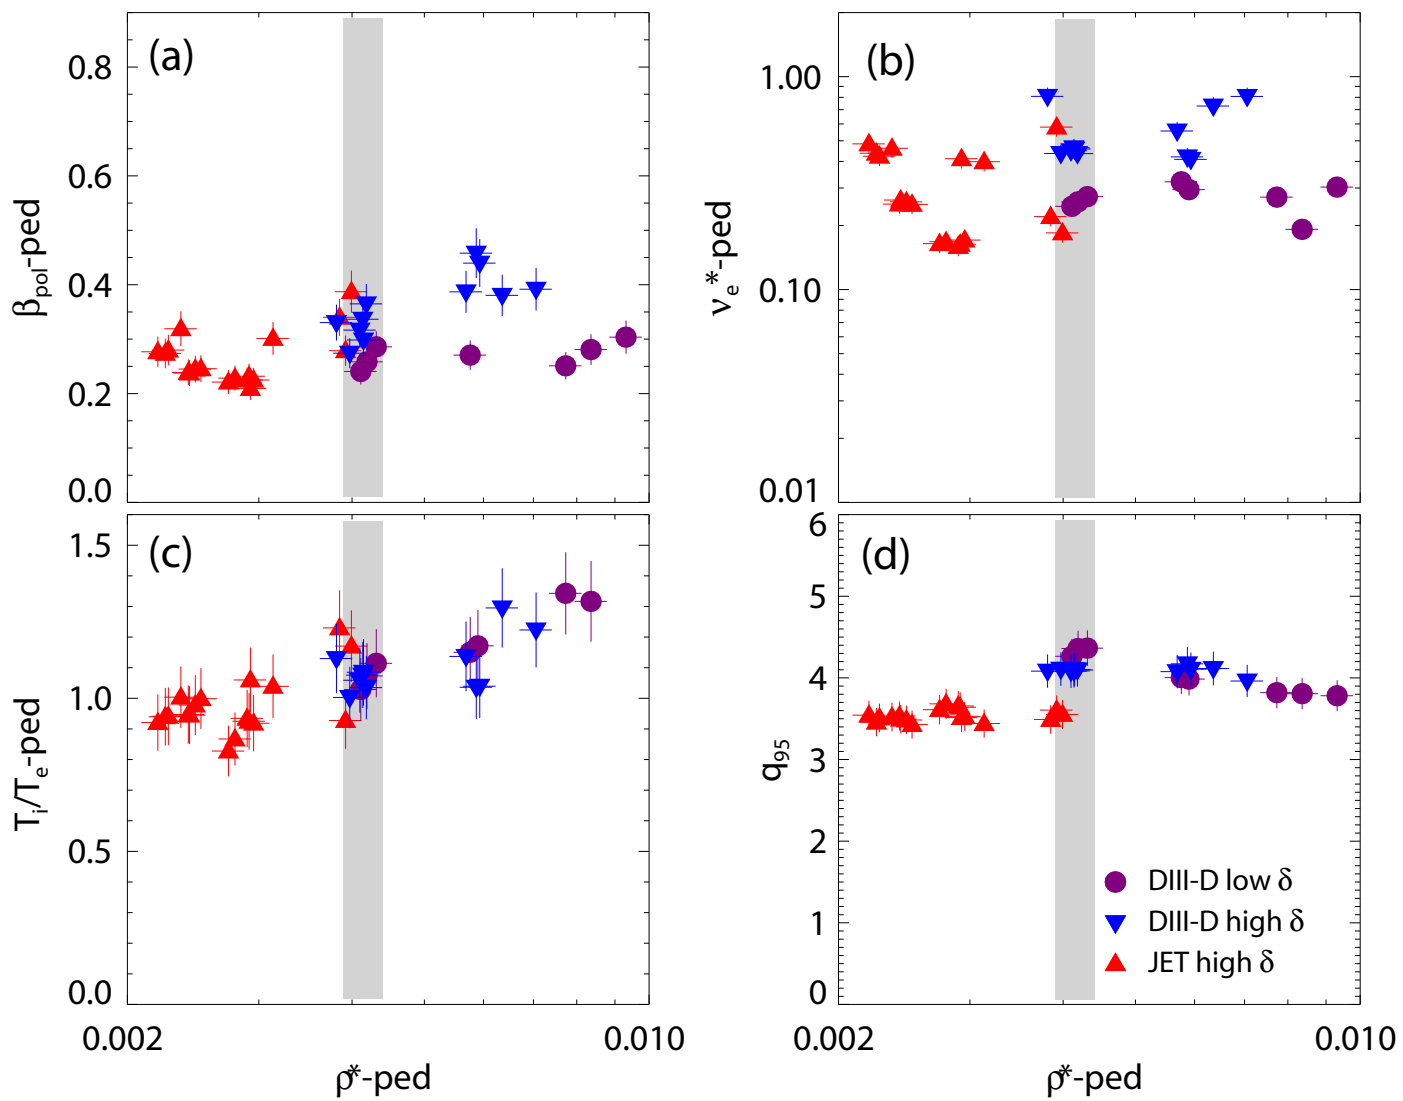 (a)
0.8
0.6
0.4
0.2
0.0
βpol-ped
(b)
1.00
0.10
0.01
νe*-ped
(c)
1.5
1.0
0.5
0.0
Ti/Te-ped
0.002
0.010
ρ*-ped
(d)
6
5
4
3
2
1
0
q95
DIII-D low δ
DIII-D high δ
JET high δ
0.002
0.010
ρ*-ped